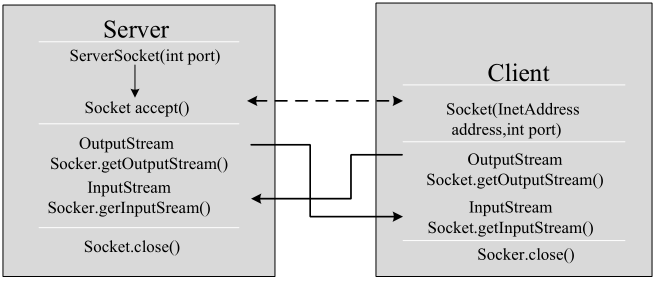 Server
ServerSocket(int port)
Socket accept()
OutputStream
Socker.getOutputStream()
InputStream
Socker.gerInputSream()
Socket.close()
Client
Socket(InetAddress
address,int port)
OutputStream
Socket.getOutputStream()
InputStream
Socket.getInputStream()
Socker.close()